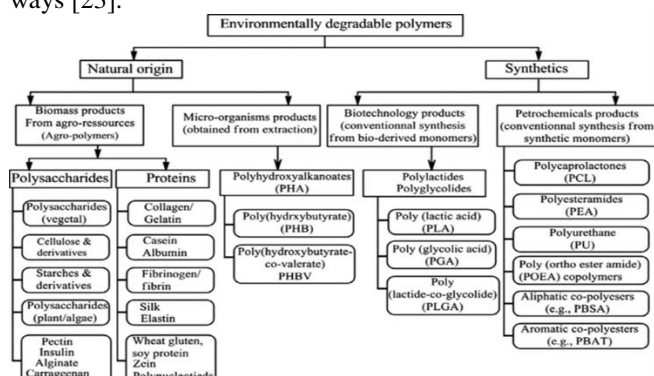 ways [25].
Environmentally degradable polymers
Natural origin
Synthetics
Biomass products
From agro-ressources
(Agro-polymers)
Micro-organisms products
(obtained from extraction)
Biotechnology products
(conventionnal synthesis
from bio-derived monomers)
Petrochemicals products
(conventionnal synthesis from
synthetic monomers)
Polysaccharides
Proteins
Polyhydroxyalkanoates
(PHA)
Polylactides
Polyglycolides
Polysaccharides
(vegetal)
Cellulose &
derivatives
Starches &
derivatives
Polysaccharides
(plant/algae)
Pectin
Insulin
Alginate
Carrageenan
Collagen/
Gelatin
Casein
Albumin
Fibrinogen/
fibrin
Silk
Elastin
Wheat gluten,
soy protein
Zein
Polynucleotieds
Poly(hydrxybutyrate)
(PHB)
Poly(hydroxybutyrate-
co-valerate)
PHBV
Poly (lactic acid)
(PLA)
Poly (glycolic acid)
(PGA)
Poly
(lactide-co-glycolide)
(PLGA)
Polycaprolactones
(PCL)
Polyesteramides
(PEA)
Polyurethane
(PU)
Poly (ortho ester amide)
(POEA) copolymers
Aliphatic co-polyesers
(e.g., PBSA)
Aromatic co-polyesters
(e.g., PBAT)